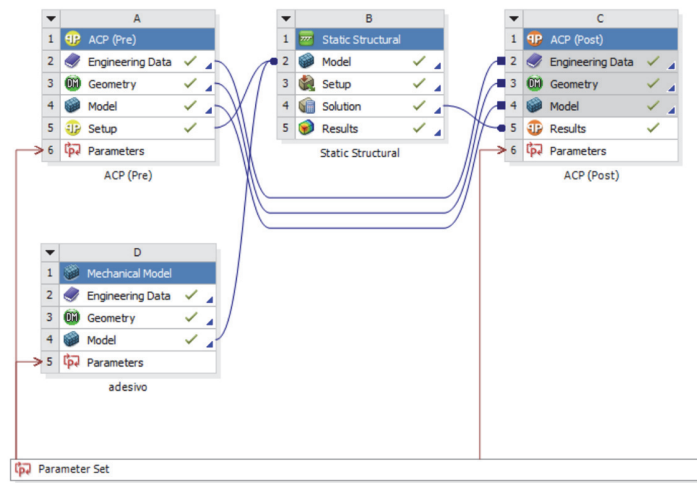 A
1 ACP (Pre)
2 Engineering Data
3 Geometry
4 Model
5 Setup
6 Parameters
ACP (Pre)
B
1 Static Structural
2 Model
3 Setup
4 Solution
5 Results
Static Structural
C
1 ACP (Post)
2 Engineering Data
3 Geometry
4 Model
5 Results
6 Parameters
ACP (Post)
D
1 Mechanical Model
2 Engineering Data
3 Geometry
4 Model
5 Parameters
adesivo
Parameter Set